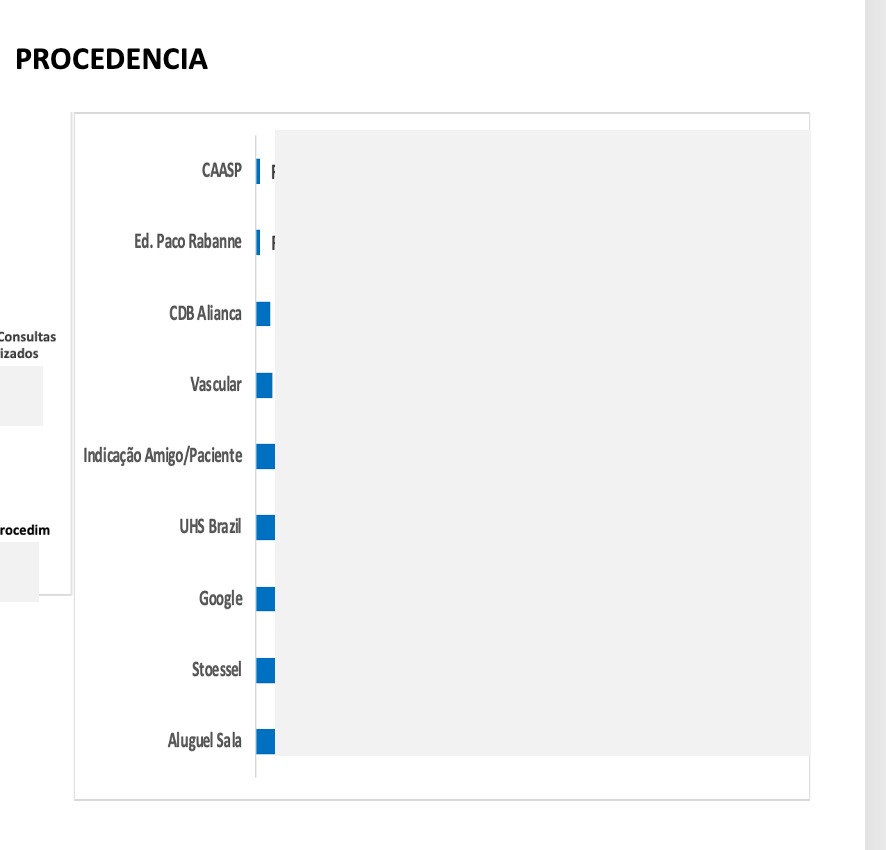 PROCEDENCIA
CAASP
Ed. Paco Rabanne
CDB Alianca
Consultas
izados
Vascular
Indicação Amigo/Paciente
UHS Brazil
rocedim
Google
Stoessel
Aluguel Sala